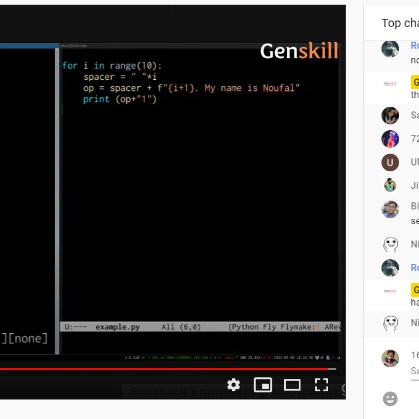 Top cha
Genskill
for i in range(10):
spacer = " "*i
op = spacer + f"{i+1}. My name is Noufal"
print (op+"1")
U:--- example.py All (6,0) (Python Fly Flymake:
][none]
Ro
no
G
th
Sa
72
U
UN
Ji
Bi
se
Ni
Ro
G
ha
Ni
16
Sa